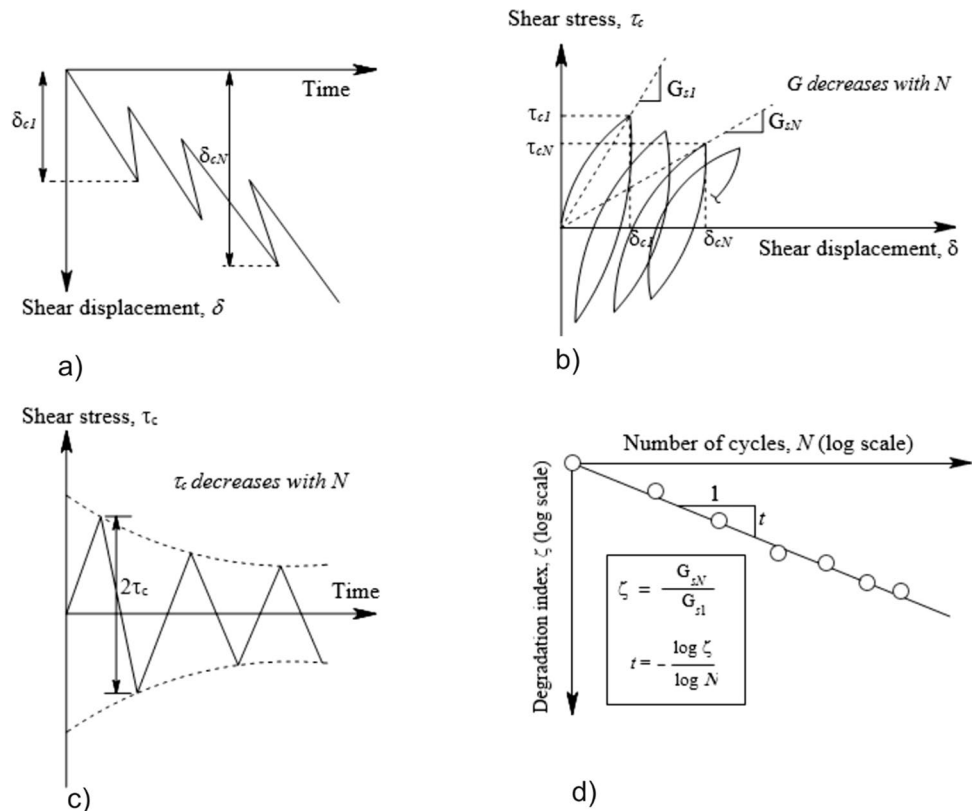 Time
δc1
δcN
Shear displacement, δ
a)
Shear stress, τc
G decreases with N
Gs1
GsN
τc1
τcN
δc1
δcN
Shear displacement, δ
b)
Shear stress, τc
τc decreases with N
2τc
Time
c)
Number of cycles, N (log scale)
Degradation index, ζ (log scale)
1
t
ζ = GsN / Gs1
t = - log ζ / log N
d)